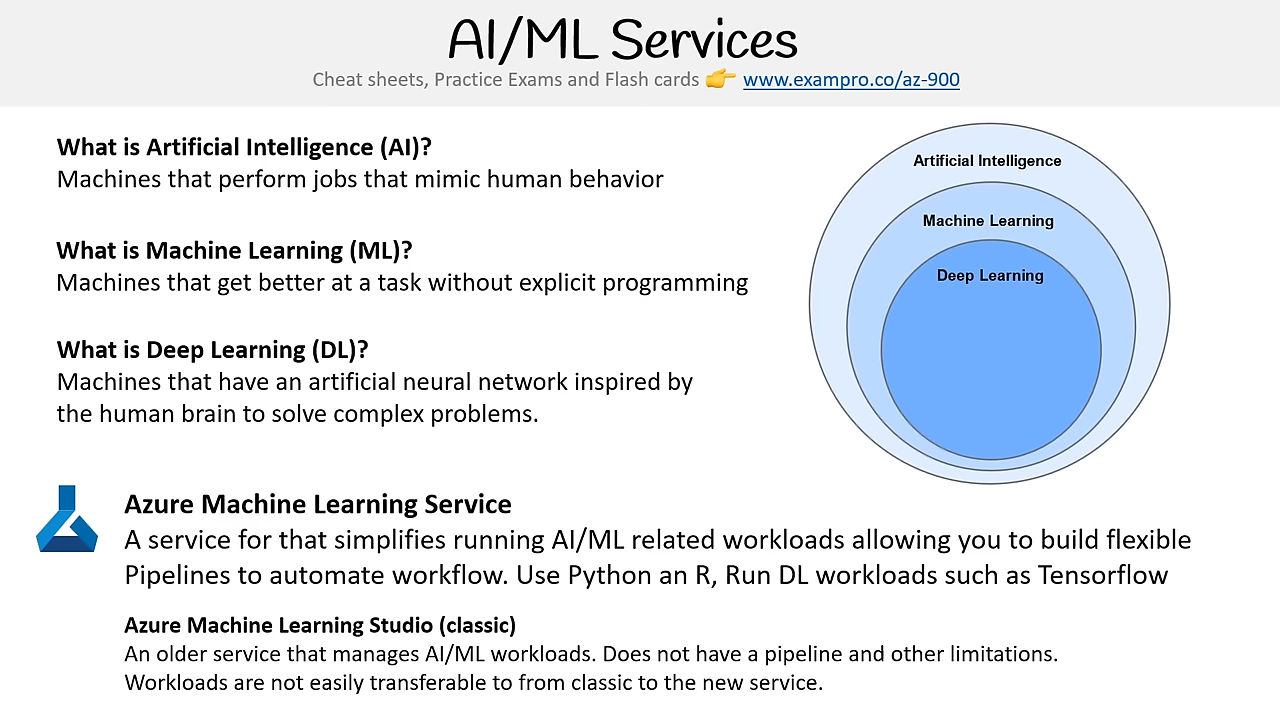 AI/ML Services
Cheat sheets, Practice Exams and Flash cards 👉 www.exampro.co/az-900
What is Artificial Intelligence (AI)?
Machines that perform jobs that mimic human behavior
What is Machine Learning (ML)?
Machines that get better at a task without explicit programming
What is Deep Learning (DL)?
Machines that have an artificial neural network inspired by
the human brain to solve complex problems.
Artificial Intelligence
Machine Learning
Deep Learning
Azure Machine Learning Service
A service for that simplifies running AI/ML related workloads allowing you to build flexible
Pipelines to automate workflow. Use Python an R, Run DL workloads such as Tensorflow
Azure Machine Learning Studio (classic)
An older service that manages AI/ML workloads. Does not have a pipeline and other limitations.
Workloads are not easily transferable to from classic to the new service.